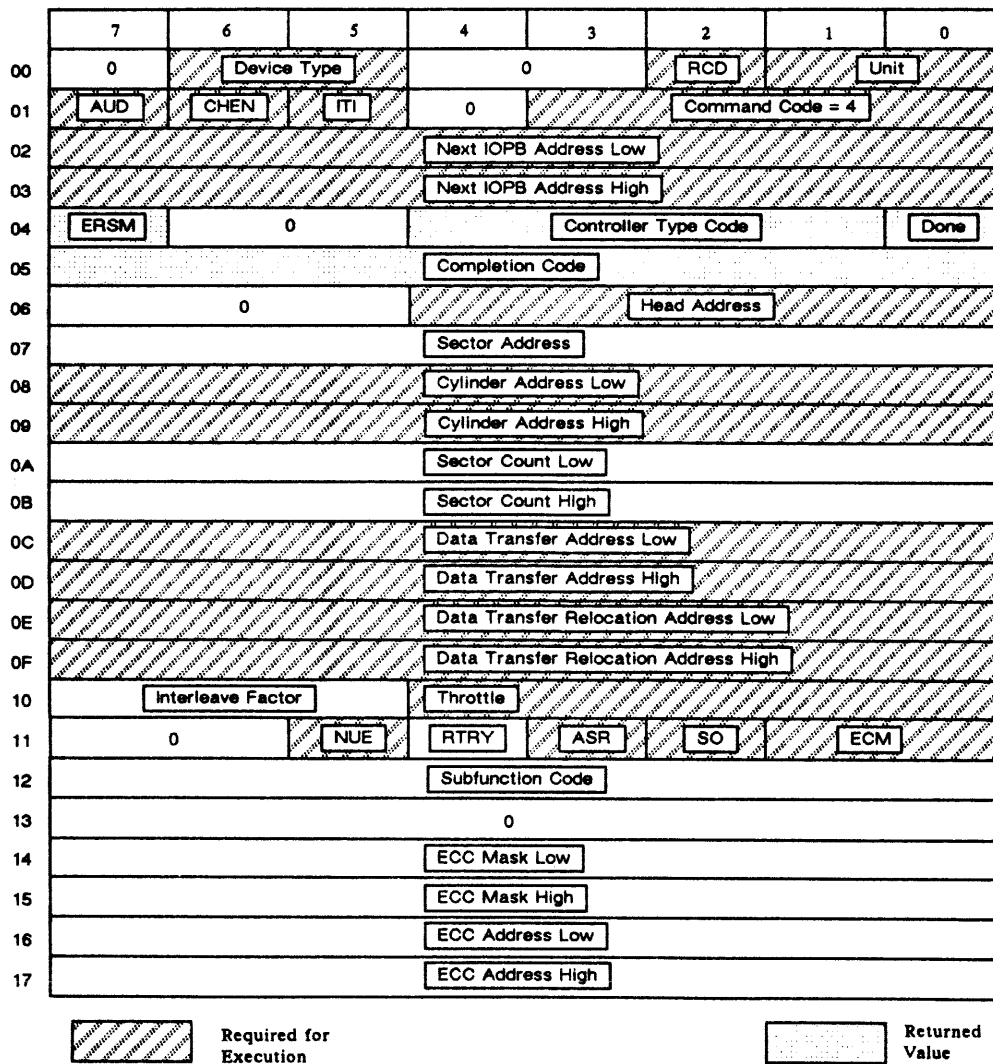 7 6 5 4 3 2 1 0
00 0 Device Type 0 RCD Unit
01 AUD CHEN ITI 0 Command Code = 4
02 Next IOPB Address Low
03 Next IOPB Address High
04 ERSM 0 Controller Type Code Done
05 Completion Code
06 0 Head Address
07 Sector Address
08 Cylinder Address Low
09 Cylinder Address High
0A Sector Count Low
0B Sector Count High
0C Data Transfer Address Low
0D Data Transfer Address High
0E Data Transfer Relocation Address Low
0F Data Transfer Relocation Address High
10 Interleave Factor Throttle
11 0 NUE RTRY ASR SO ECM
12 Subfunction Code
13 0
14 ECC Mask Low
15 ECC Mask High
16 ECC Address Low
17 ECC Address High
Required for
Execution
Returned
Value